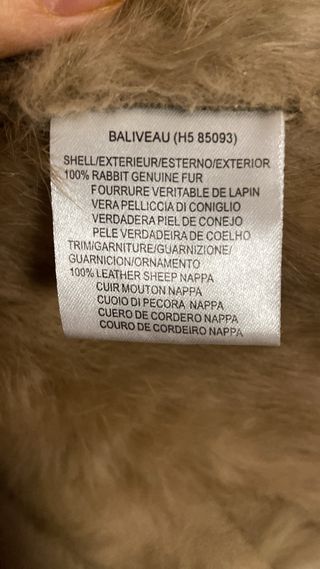 BALIVEAU (H5 85093)
SHELL/EXTERIEUR/ESTERNO/EXTERIOR
100% RABBIT GENUINE FUR
FOURRURE VERITABLE DE LAPIN
VERA PELLICCIA DI CONIGLIO
VERDADERA PIEL DE CONEJO
PELE VERDADEIRA DE COELHO
TRIM/GARNITURE/GUARNIZIONE/
GUARNICION/ORNAMENTO
100% LEATHER SHEEP NAPPA
CUIR MOUTON NAPPA
CUOIO DI PECORA NAPPA
CUERO DE CORDERO NAPPA
COURO DE CORDEIRO NAPPA